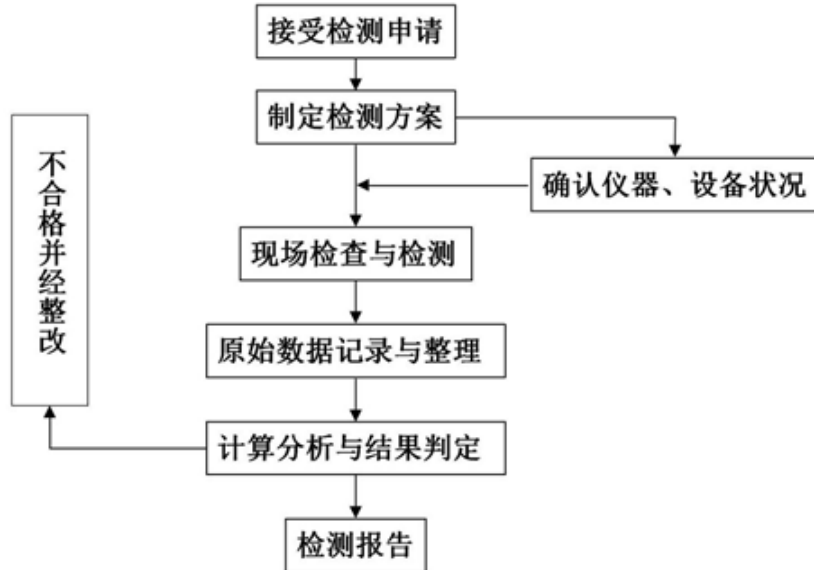 接受检测申请
制定检测方案
确认仪器、设备状况
现场检查与检测
原始数据记录与整理
计算分析与结果判定
不合格并经整改
检测报告